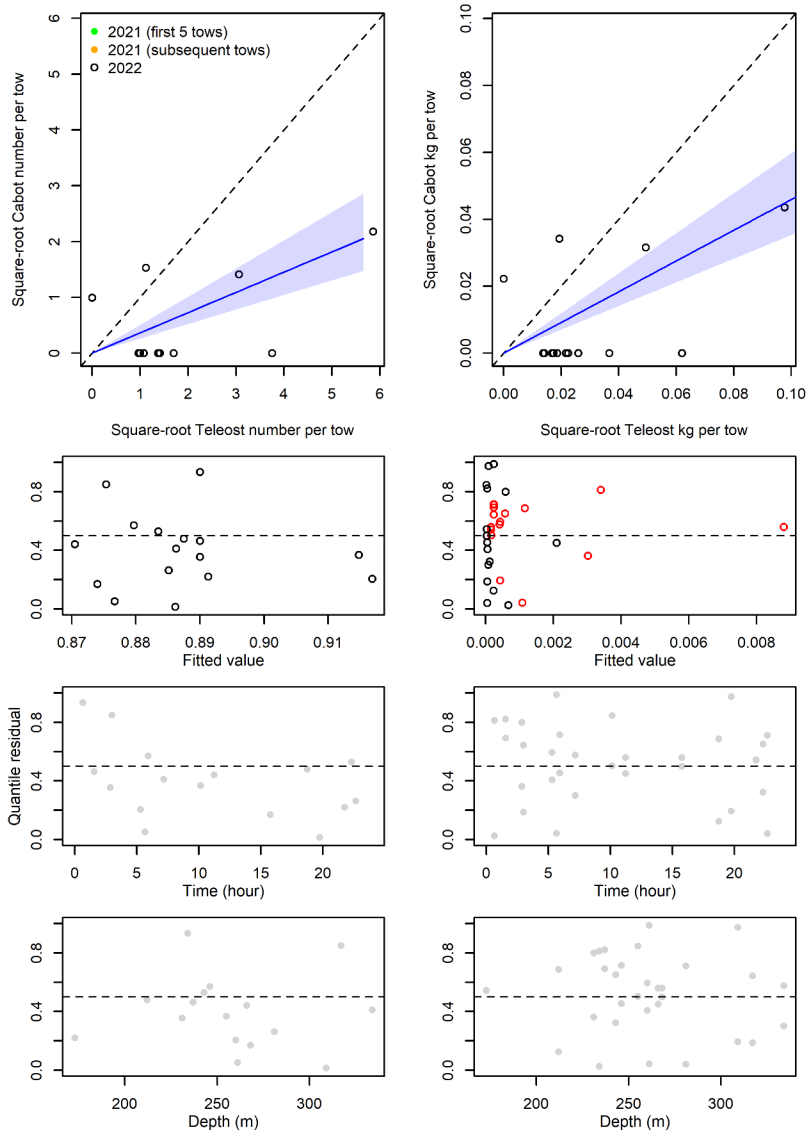 2021 (first 5 tows)
2021 (subsequent tows)
2022
Square-root Cabot number per tow
0 1 2 3 4 5 6
0 1 2 3 4 5 6
Square-root Teleost number per tow
Square-root Cabot kg per tow
0.00 0.02 0.04 0.06 0.08 0.10
0.00 0.02 0.04 0.06 0.08 0.10
Square-root Teleost kg per tow
0.0 0.4 0.8
0.87 0.88 0.89 0.90 0.91
Fitted value
0.0 0.4 0.8
0.000 0.002 0.004 0.006 0.008
Fitted value
Quantile residual
0.0 0.4 0.8
0 5 10 15 20
Time (hour)
0.0 0.4 0.8
0 5 10 15 20
Time (hour)
0.0 0.4 0.8
200 250 300
Depth (m)
0.0 0.4 0.8
200 250 300
Depth (m)